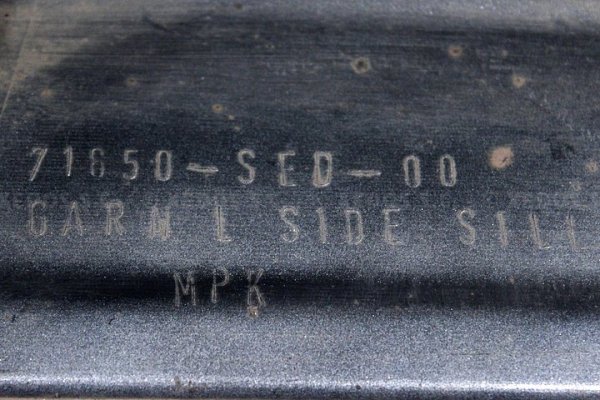 71650-SED-00
GARN L SIDE SILL
MPK